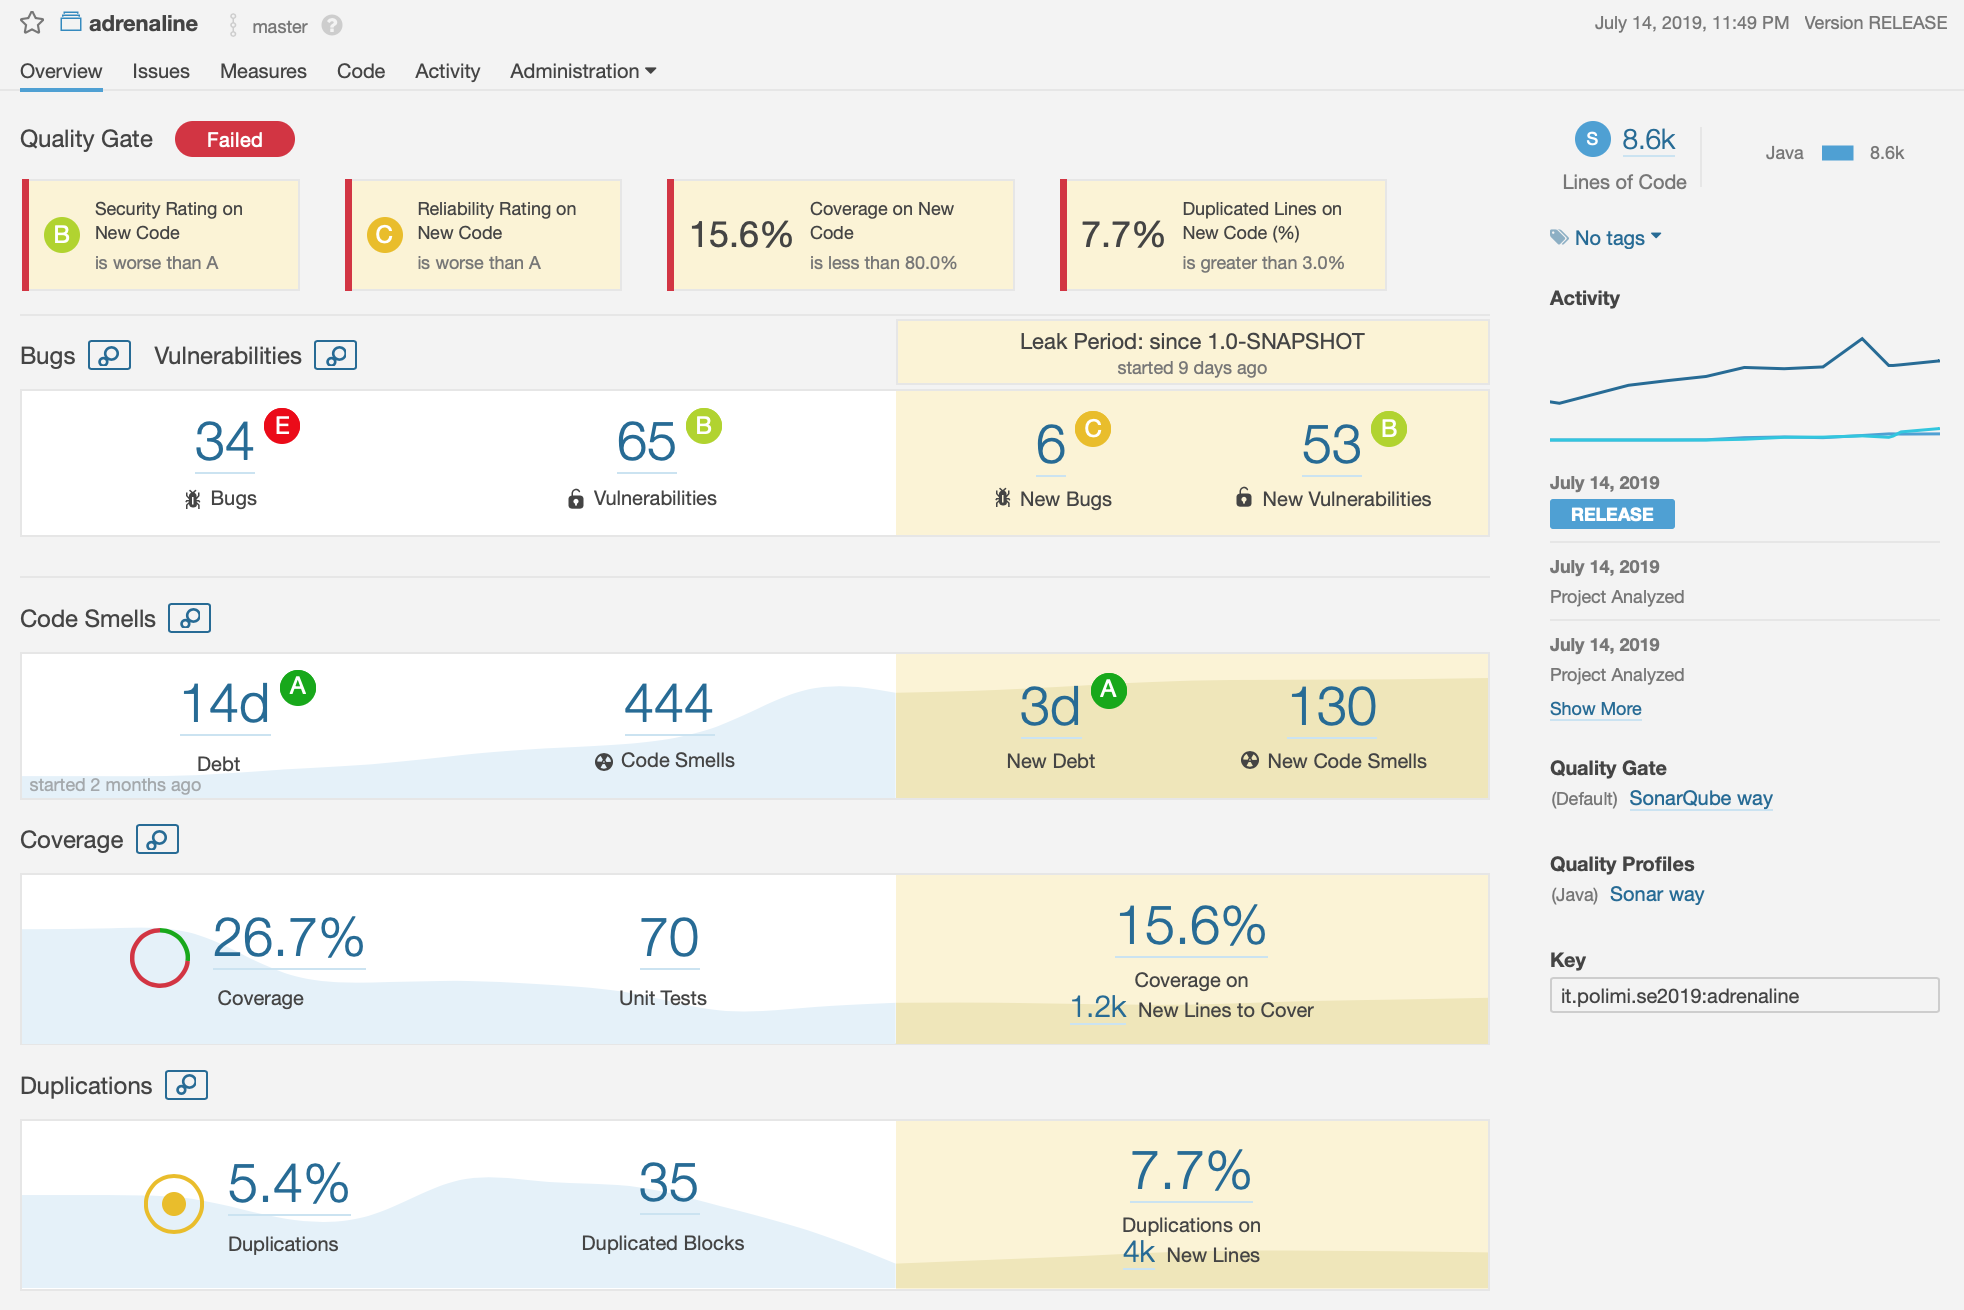 adrenaline master ?
July 14, 2019, 11:49 PM Version RELEASE
Overview Issues Measures Code Activity Administration
Quality Gate Failed
B
Security Rating on
New Code
is worse than A
C
Reliability Rating on
New Code
is worse than A
15.6%
Coverage on New
Code
is less than 80.0%
7.7%
Duplicated Lines on
New Code (%)
is greater than 3.0%
Bugs Vulnerabilities
Leak Period: since 1.0-SNAPSHOT
started 9 days ago
34 E
Bugs
65 B
Vulnerabilities
6 C
New Bugs
53 B
New Vulnerabilities
Code Smells
14d A
Debt
started 2 months ago
444
Code Smells
3d A
New Debt
130
New Code Smells
Coverage
26.7%
Coverage
70
Unit Tests
15.6%
Coverage on
1.2k New Lines to Cover
Duplications
5.4%
Duplications
35
Duplicated Blocks
7.7%
Duplications on
4k New Lines
S 8.6k
Lines of Code
Java 8.6k
No tags
Activity
July 14, 2019
RELEASE
July 14, 2019
Project Analyzed
July 14, 2019
Project Analyzed
Show More
Quality Gate
(Default) SonarQube way
Quality Profiles
(Java) Sonar way
Key
it.polimi.se2019:adrenaline